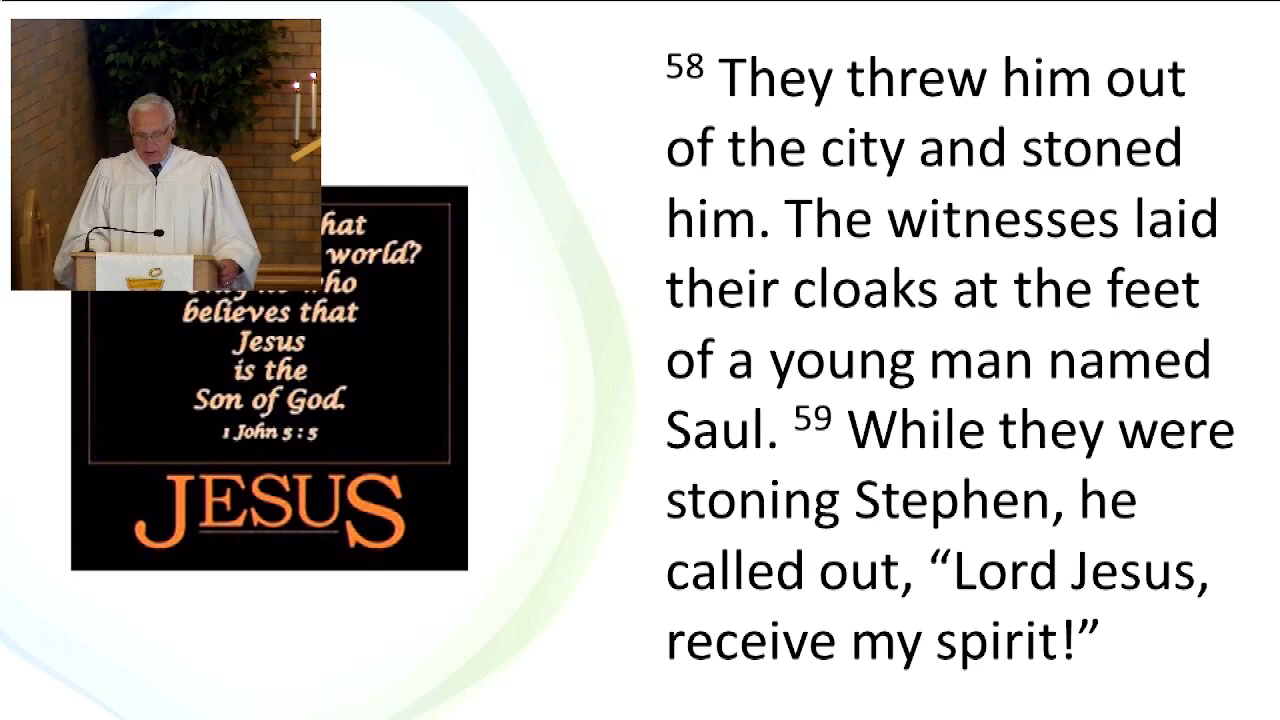 hat
world?
who
believes that
Jesus
is the
Son of God.
1 John 5:5
JESUS
58 They threw him out
of the city and stoned
him. The witnesses laid
their cloaks at the feet
of a young man named
Saul. 59 While they were
stoning Stephen, he
called out, “Lord Jesus,
receive my spirit!”